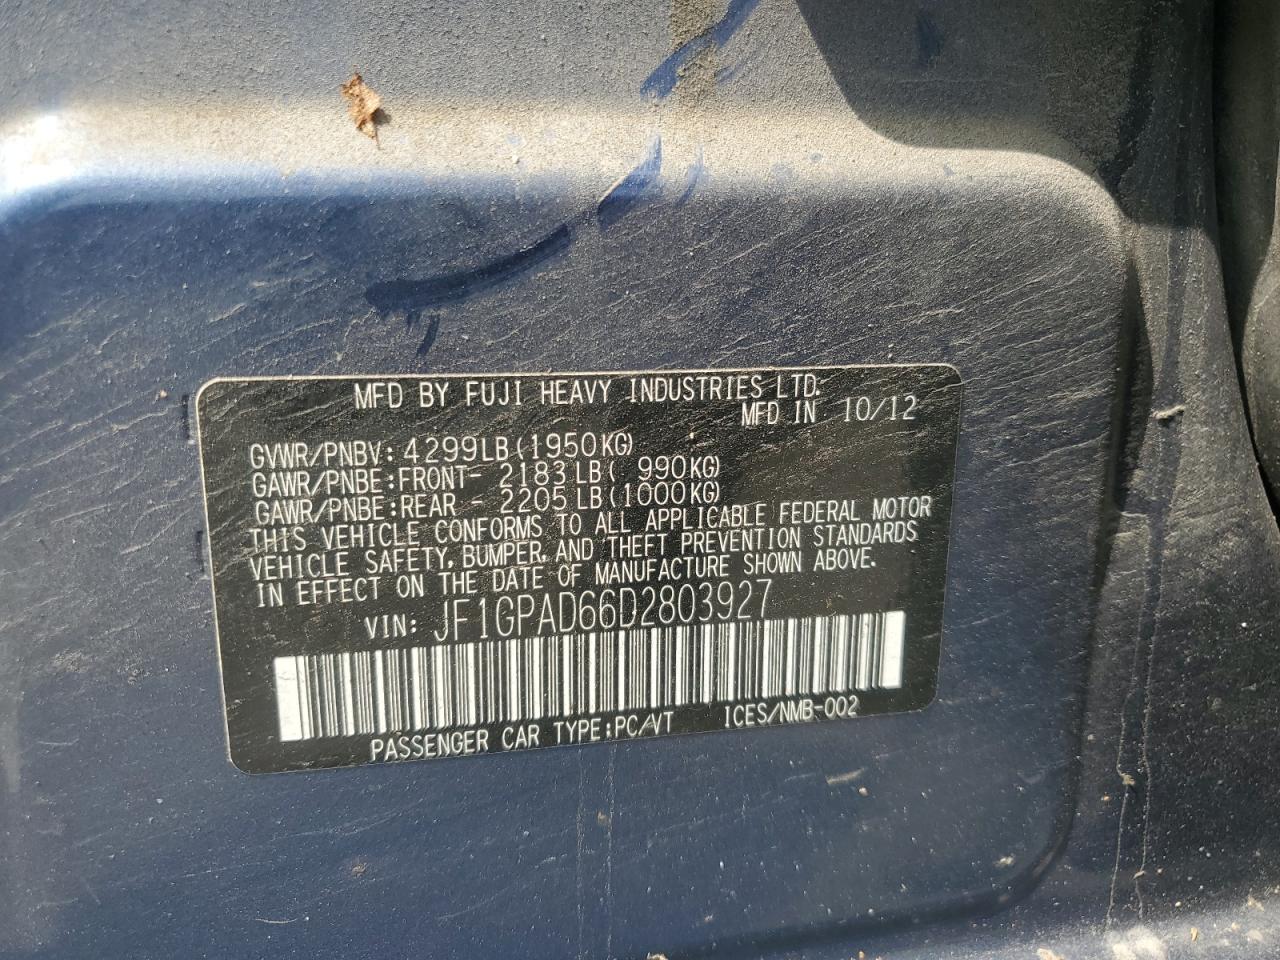 MFD BY FUJI HEAVY INDUSTRIES LTD.
MFD IN 10/12
GVWR/PNBV: 4299LB(1950KG)
GAWR/PNBE:FRONT- 2183LB( 990KG)
GAWR/PNBE:REAR - 2205LB(1000KG)
THIS VEHICLE CONFORMS TO ALL APPLICABLE FEDERAL MOTOR
VEHICLE SAFETY, BUMPER, AND THEFT PREVENTION STANDARDS
IN EFFECT ON THE DATE OF MANUFACTURE SHOWN ABOVE.
VIN: JF1GPAD66D2803927
PASSENGER CAR TYPE:PC/VT ICES/NMB-002